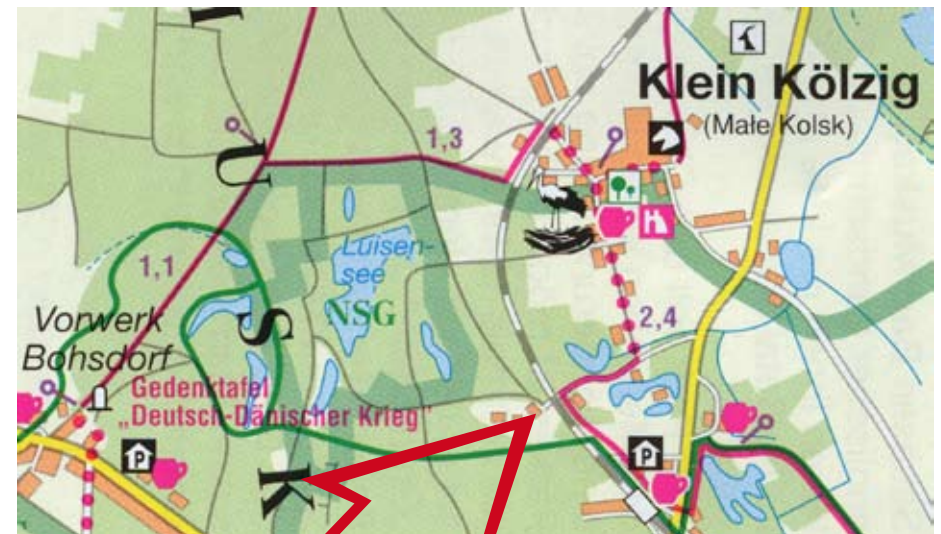 Klein Kölzig
(Małe Kolsk)
1,3
U
Luisen-
see
NSG
1,1
S
2,4
Vorwerk
Bohsdorf
Gedenktafel
„Deutsch-Dänischer Krieg"
P
P
K